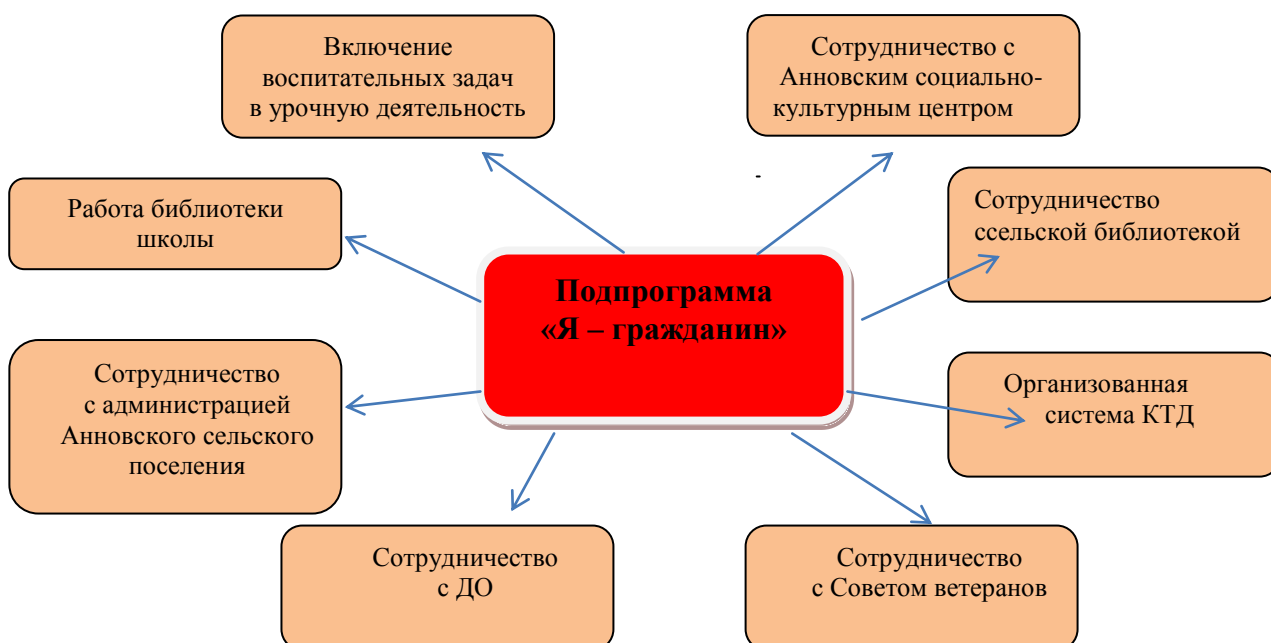 Включение
воспитательных задач
в урочную деятельность
Сотрудничество с
Анновским социально-
культурным центром
-
Работа библиотеки
школы
Сотрудничество
ссельской библиотекой
Подпрограмма
«Я – гражданин»
Сотрудничество
с администрацией
Анновского сельского
поселения
Организованная
система КТД
Сотрудничество
с ДО
Сотрудничество
с Советом ветеранов